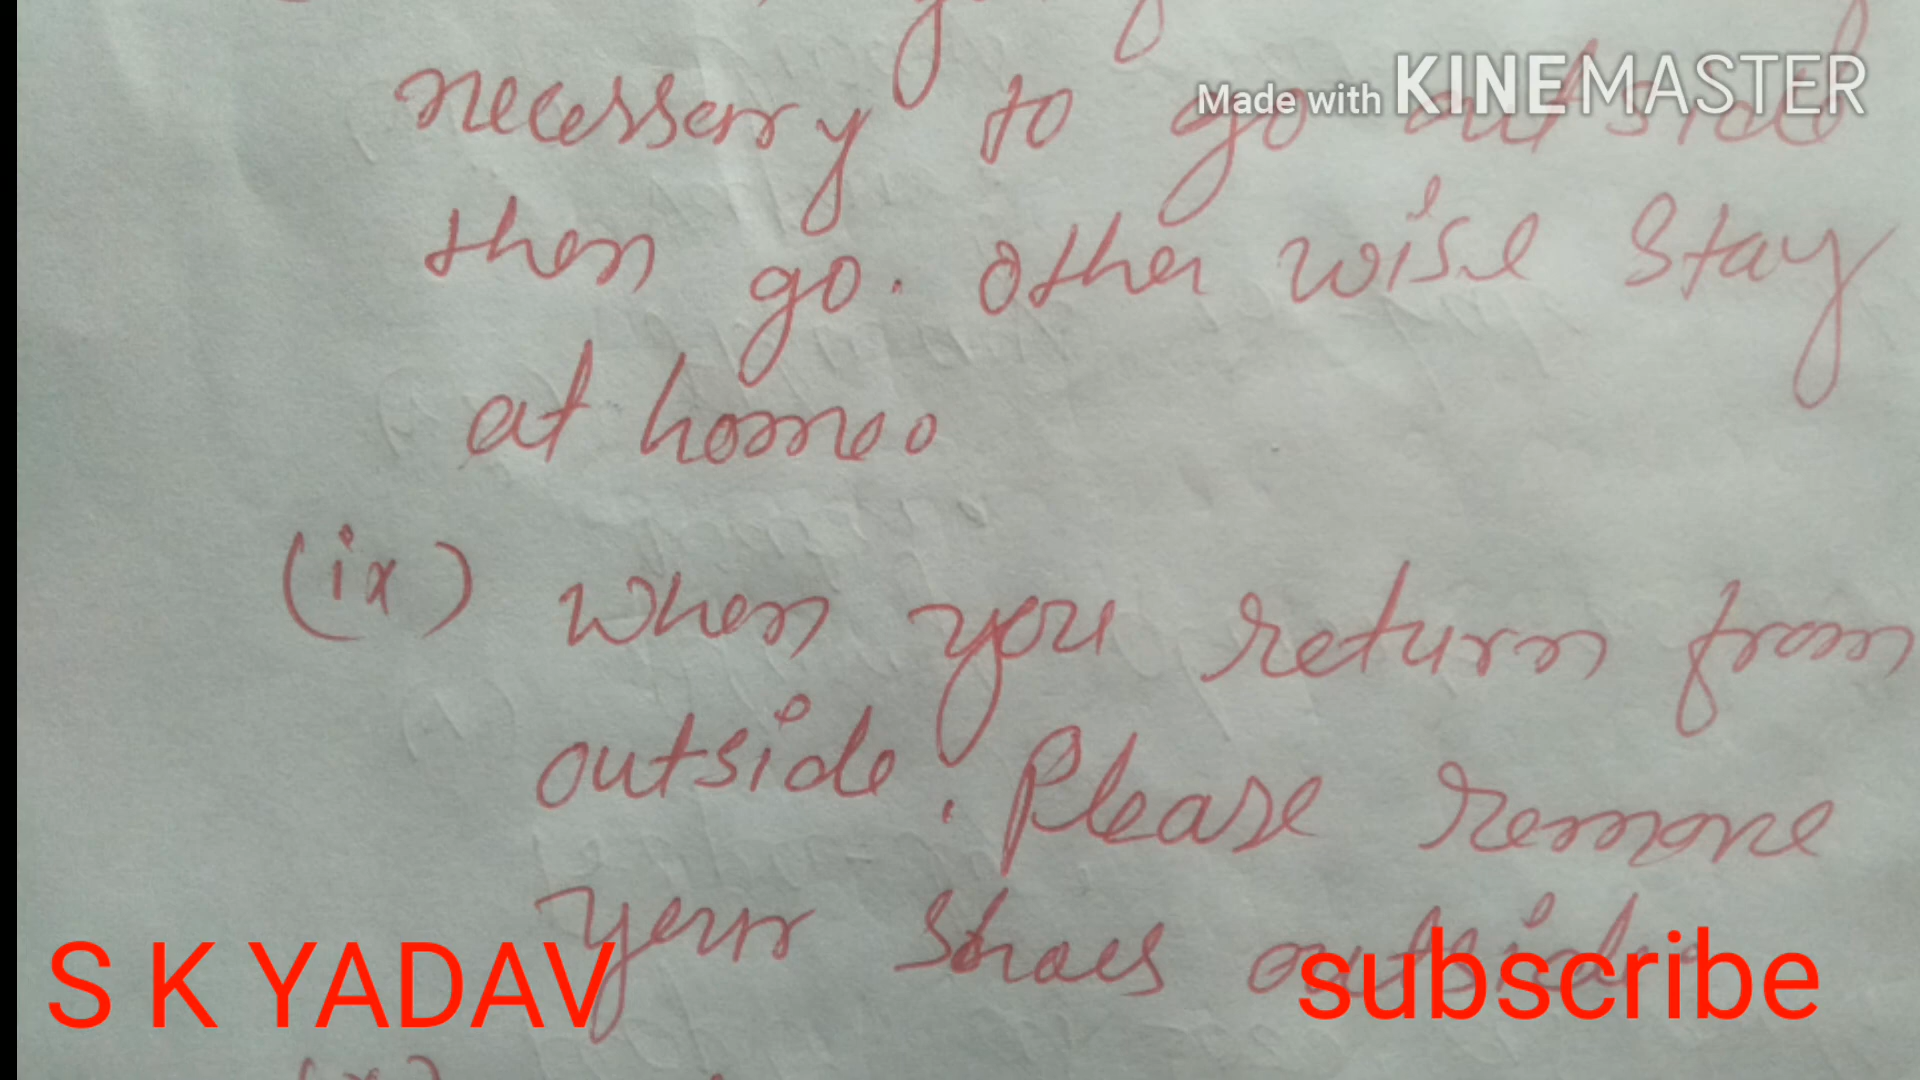 Made with KINEMASTER
necessary to go outside
then go. other wise stay
at home.
(ix) when you return from
outside. Please remove
your shoes outside
S K YADAV
subscribe
(x)